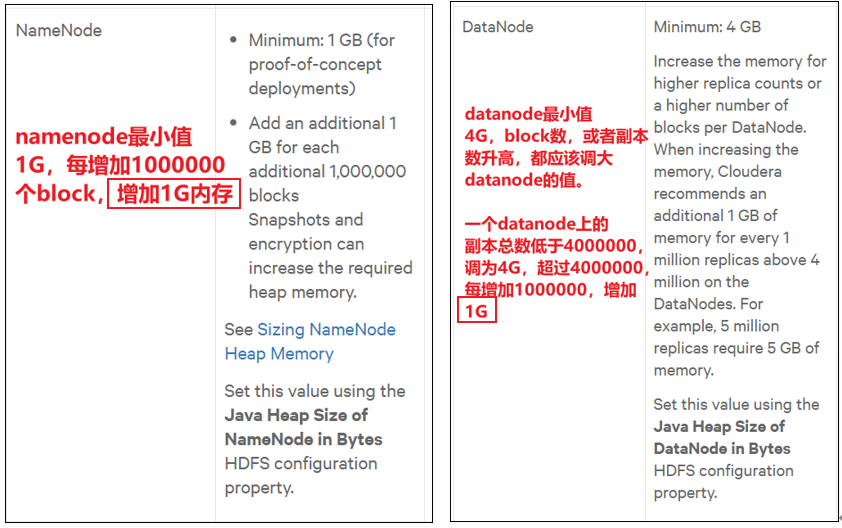 NameNode
• Minimum: 1 GB (for
proof-of-concept
deployments)
• Add an additional 1
GB for each
additional 1,000,000
blocks
Snapshots and
encryption can
increase the required
heap memory.
See Sizing NameNode
Heap Memory
Set this value using the
Java Heap Size of
NameNode in Bytes
HDFS configuration
property.
namenode最小值
1G，每增加1000000
个block，增加1G内存
DataNode
Minimum: 4 GB
Increase the memory for
higher replica counts or
a higher number of
blocks per DataNode.
When increasing the
memory, Cloudera
recommends an
additional 1 GB of
memory for every 1
million replicas above 4
million on the
DataNodes. For
example, 5 million
replicas require 5 GB of
memory.
Set this value using the
Java Heap Size of
DataNode in Bytes
HDFS configuration
property.
datanode最小值
4G，block数，或者副本
数升高，都应该调大
datanode的值。
一个datanode上的
副本总数低于4000000，
调为4G，超过4000000，
每增加1000000，增加
1G